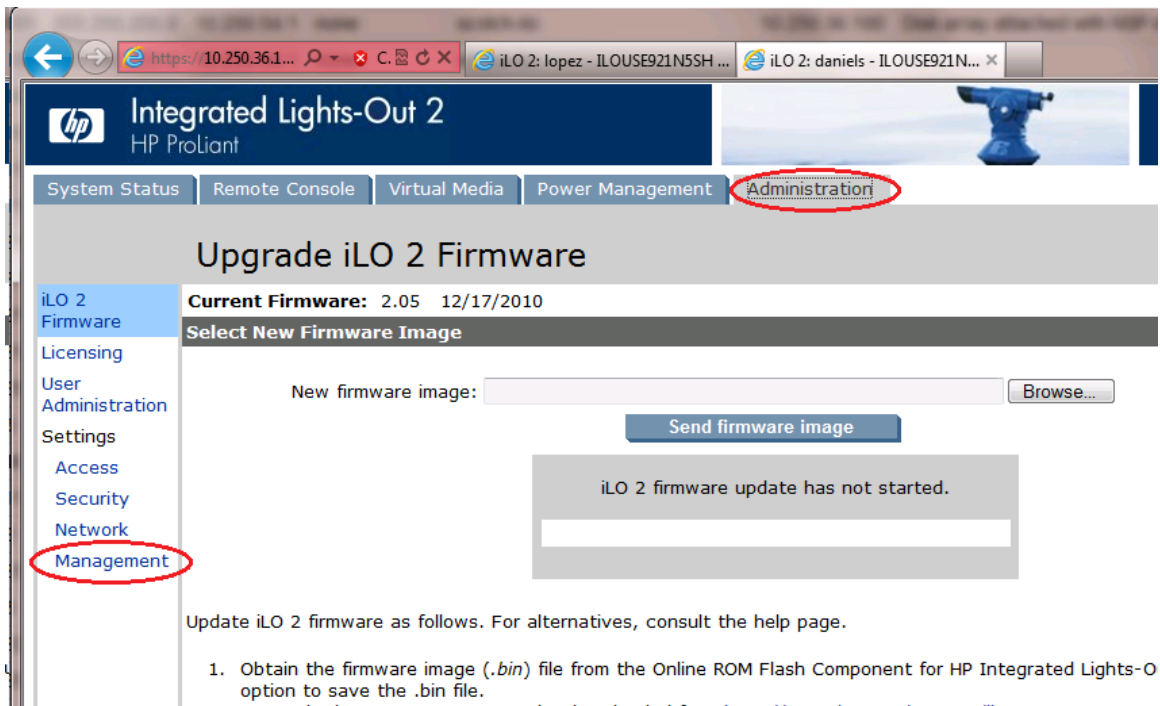 https://10.250.36.1... C.
iLO 2: lopez - ILOUSE921N5SH ...
iLO 2: daniels - ILOUSE921N...
hp
Integrated Lights-Out 2
HP ProLiant
System Status
Remote Console
Virtual Media
Power Management
Administration
Upgrade iLO 2 Firmware
iLO 2
Firmware
Licensing
User
Administration
Settings
Access
Security
Network
Management
Current Firmware: 2.05 12/17/2010
Select New Firmware Image
New firmware image:
Browse...
Send firmware image
iLO 2 firmware update has not started.
Update iLO 2 firmware as follows. For alternatives, consult the help page.
1. Obtain the firmware image (.bin) file from the Online ROM Flash Component for HP Integrated
option to save the .bin file.